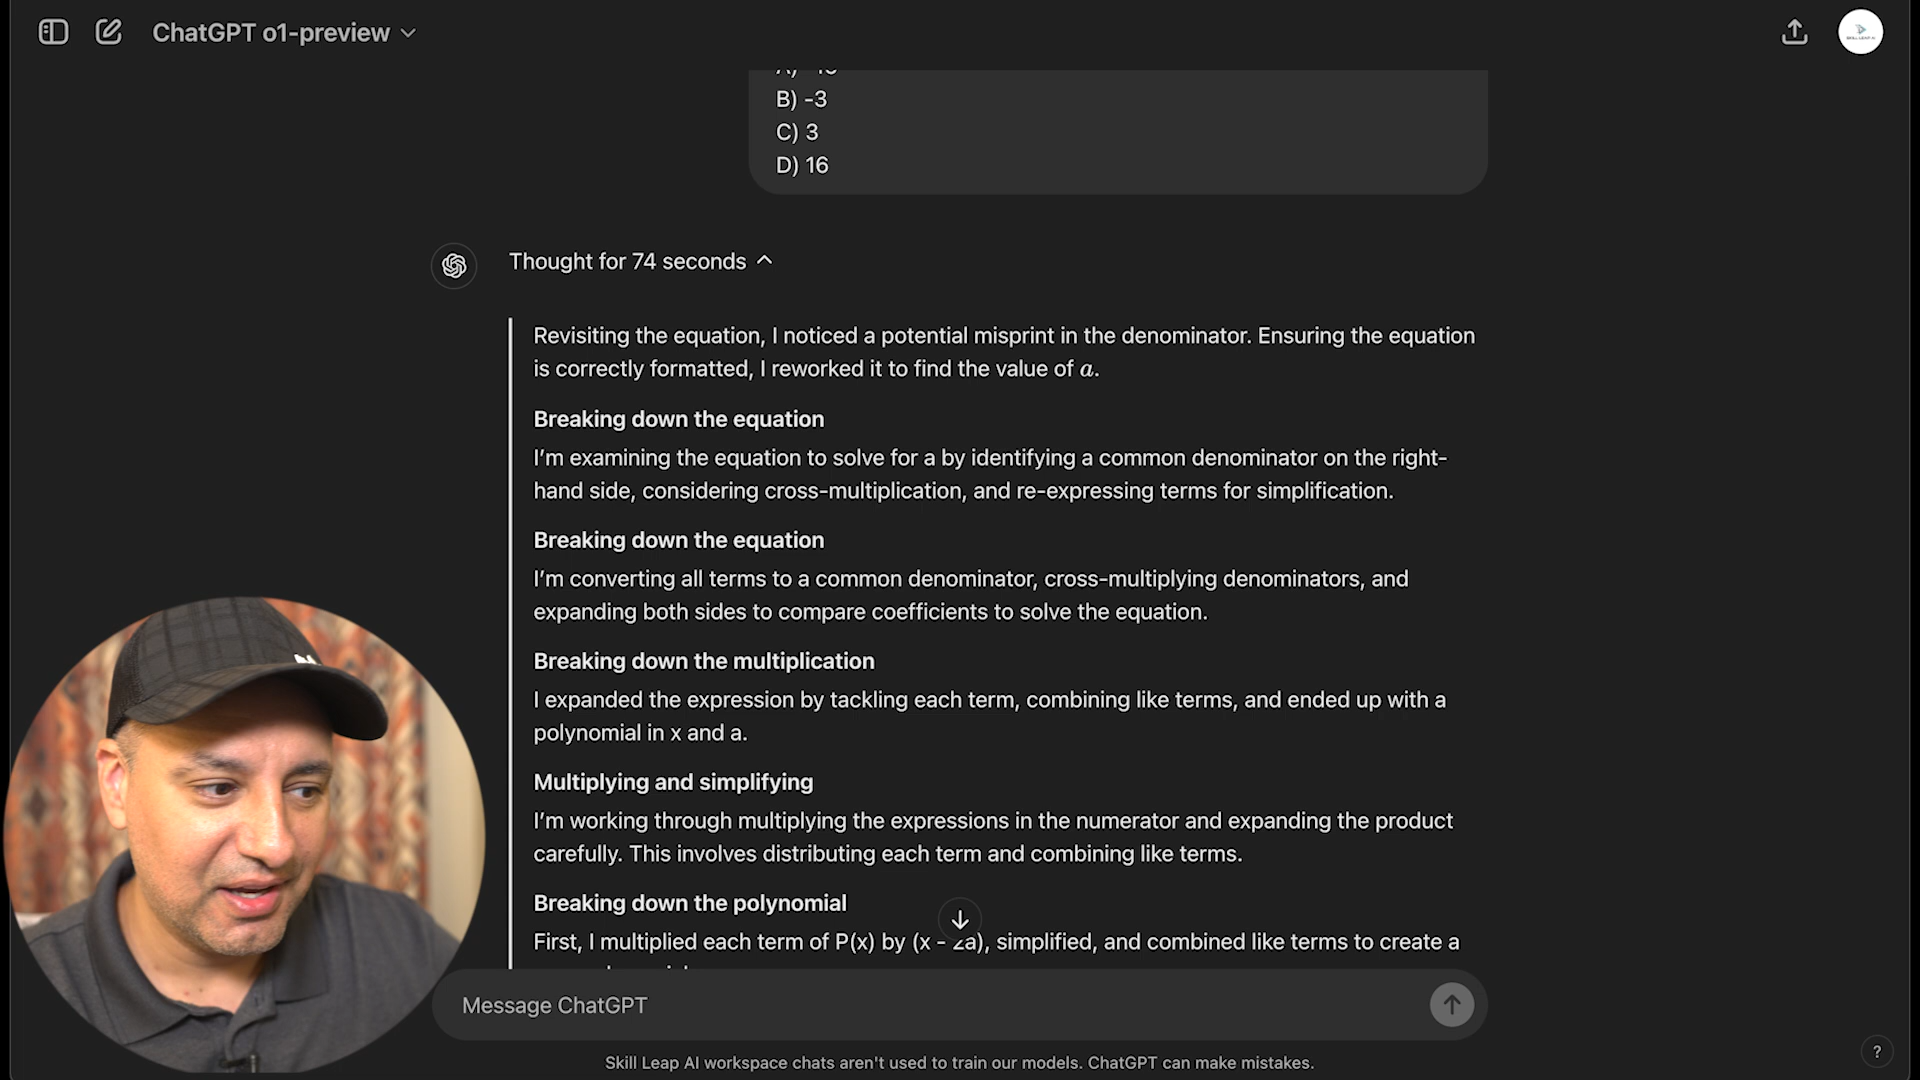 ChatGPT o1-preview
B) -3
C) 3
D) 16
Thought for 74 seconds
Revisiting the equation, I noticed a potential misprint in the denominator. Ensuring the equation
is correctly formatted, I reworked it to find the value of a.
Breaking down the equation
I’m examining the equation to solve for a by identifying a common denominator on the right-
hand side, considering cross-multiplication, and re-expressing terms for simplification.
Breaking down the equation
I’m converting all terms to a common denominator, cross-multiplying denominators, and
expanding both sides to compare coefficients to solve the equation.
Breaking down the multiplication
I expanded the expression by tackling each term, combining like terms, and ended up with a
polynomial in x and a.
Multiplying and simplifying
I’m working through multiplying the expressions in the numerator and expanding the product
carefully. This involves distributing each term and combining like terms.
Breaking down the polynomial
First, I multiplied each term of P(x) by (x - 2a), simplified, and combined like terms to create a
Message ChatGPT
Skill Leap AI workspace chats aren't used to train our models. ChatGPT can make mistakes.
?